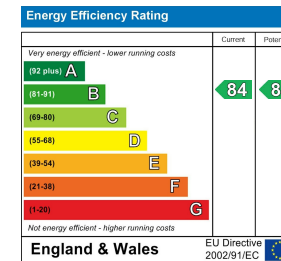 Energy Efficiency Rating
Current
Very energy efficient - lower running costs
(92 plus) A
(81-91) B
84
(69-80) C
(55-68) D
(39-54) E
(21-38) F
(1-20) G
Not energy efficient - higher running costs
England & Wales
EU Directive
2002/91/EC